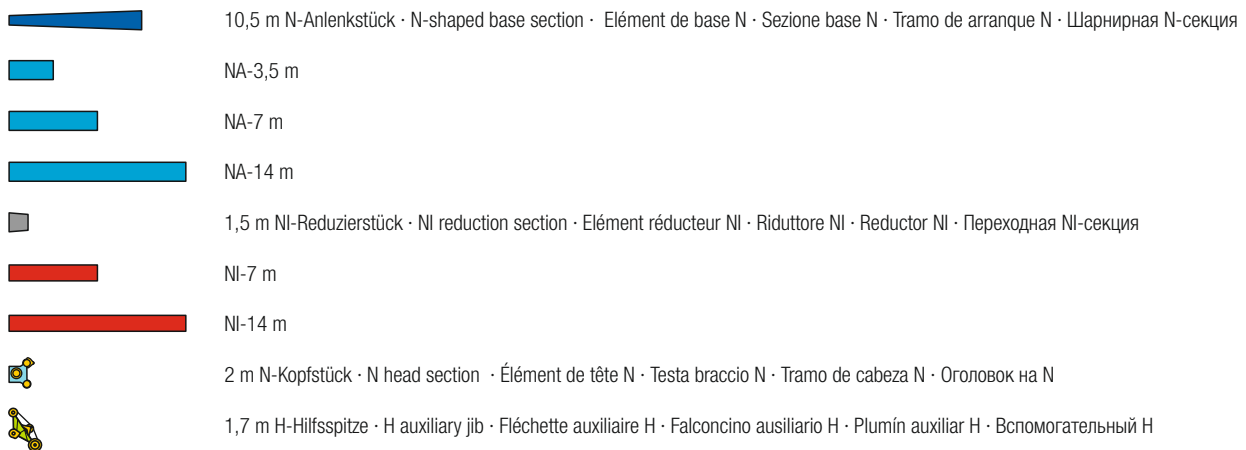 10,5 m N-Anlenkstück · N-shaped base section · Elément de base N · Sezione base N · Tramo de arranque N · Шарнирная N-секция
NA-3,5 m
NA-7 m
NA-14 m
1,5 m NI-Reduzierstück · NI reduction section · Elément réducteur NI · Riduttore NI · Reductor NI · Переходная NI-секция
NI-7 m
NI-14 m
2 m N-Kopfstück · N head section · Élément de tête N · Testa braccio N · Tramo de cabeza N · Оголовок на N
1,7 m H-Hilfsspitze · H auxiliary jib · Fléchette auxiliaire H · Falconcino ausiliario H · Plumín auxiliar H · Вспомогательный H